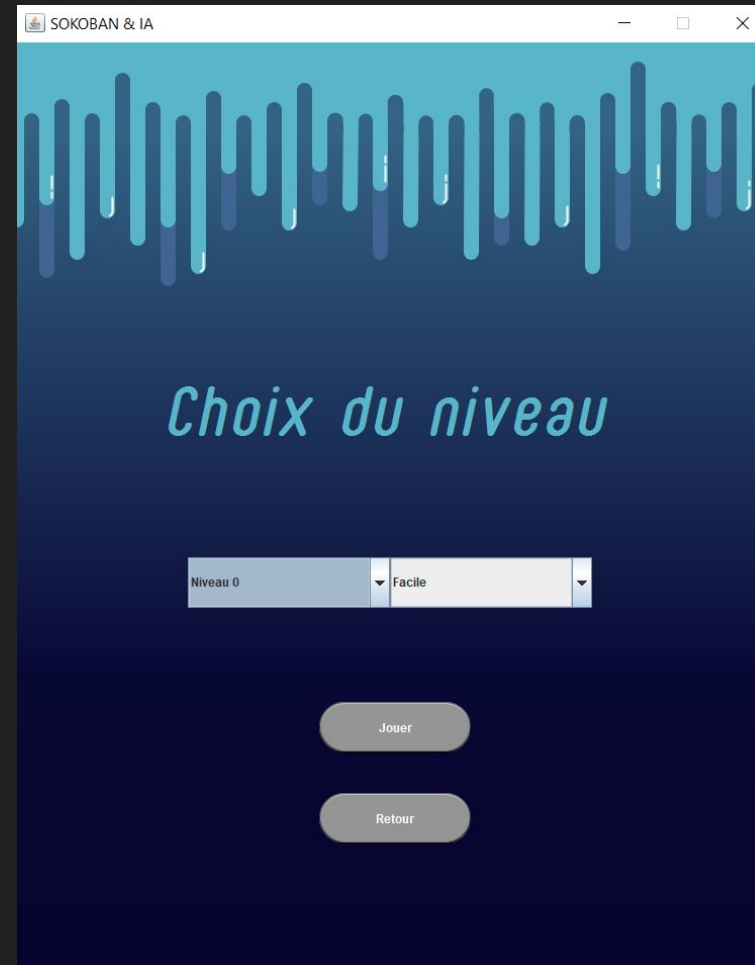 SOKOBAN & IA
Choix du niveau
Niveau 0 Facile
Jouer
Retour